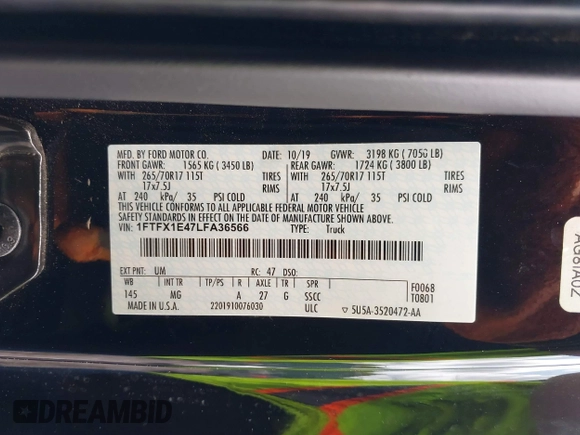 MFD. BY FORD MOTOR CO. DATE: 10/19 GVWR: 3198 KG ( 7050 LB)
FRONT GAWR: 1565 KG ( 3450 LB) REAR GAWR: 1724 KG ( 3800 LB)
WITH 265/70R17 115T TIRES WITH 265/70R17 115T TIRES
17x7.5J RIMS 17x7.5J RIMS
AT 240 kPa/ 35 PSI COLD AT 240 kPa/ 35 PSI COLD
THIS VEHICLE CONFORMS TO ALL APPLICABLE FEDERAL MOTOR VEHICLE
SAFETY AND THEFT PREVENTION STANDARDS IN EFFECT ON THE DATE OF MANUFACTURE SHOWN ABOVE.
VIN: 1FTFX1E47LFA36566 TYPE: Truck
EXT PNT: UM RC: 47 DSO:
WB INT TR TP/PS R AXLE TR SPR F0068
145 MG A 27 G SSCC T0801
MADE IN U.S.A. 2201910076030 ULC 5U5A-3520472-AA
AG81A02
DREAMBID